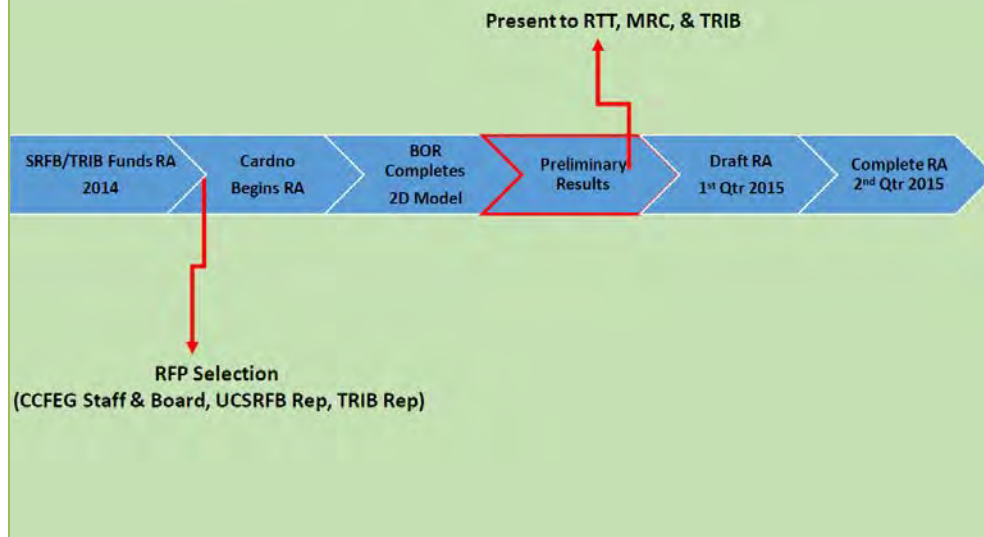 Present to RTT, MRC, & TRIB
SRFB/TRIB Funds RA
2014
Cardno
Begins RA
BOR
Completes
2D Model
Preliminary
Results
Draft RA
1st Qtr 2015
Complete RA
2nd Qtr 2015
RFP Selection
(CCFEG Staff & Board, UCSRFB Rep, TRIB Rep)